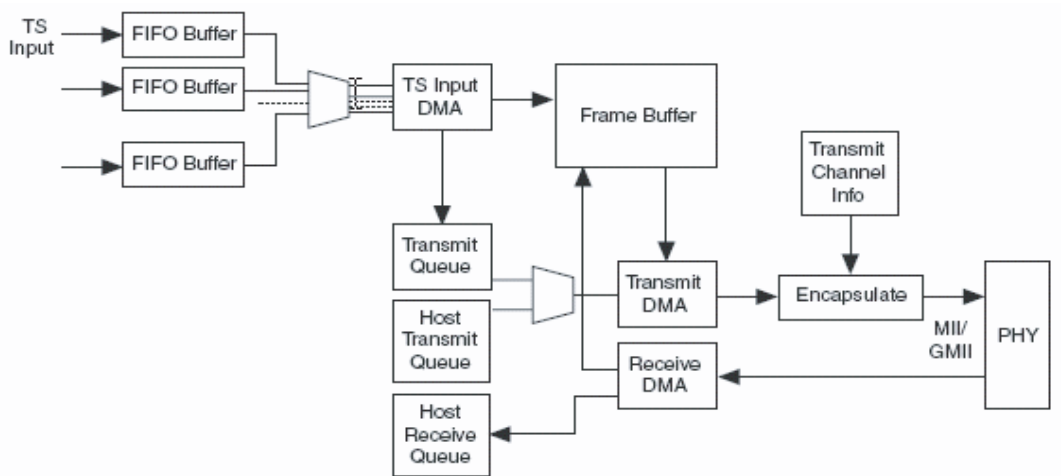 TS
Input
FIFO Buffer
FIFO Buffer
FIFO Buffer
TS Input
DMA
Frame Buffer
Transmit
Channel
Info
Transmit
Queue
Host
Transmit
Queue
Host
Receive
Queue
Transmit
DMA
Receive
DMA
Encapsulate
MII/
GMII
PHY